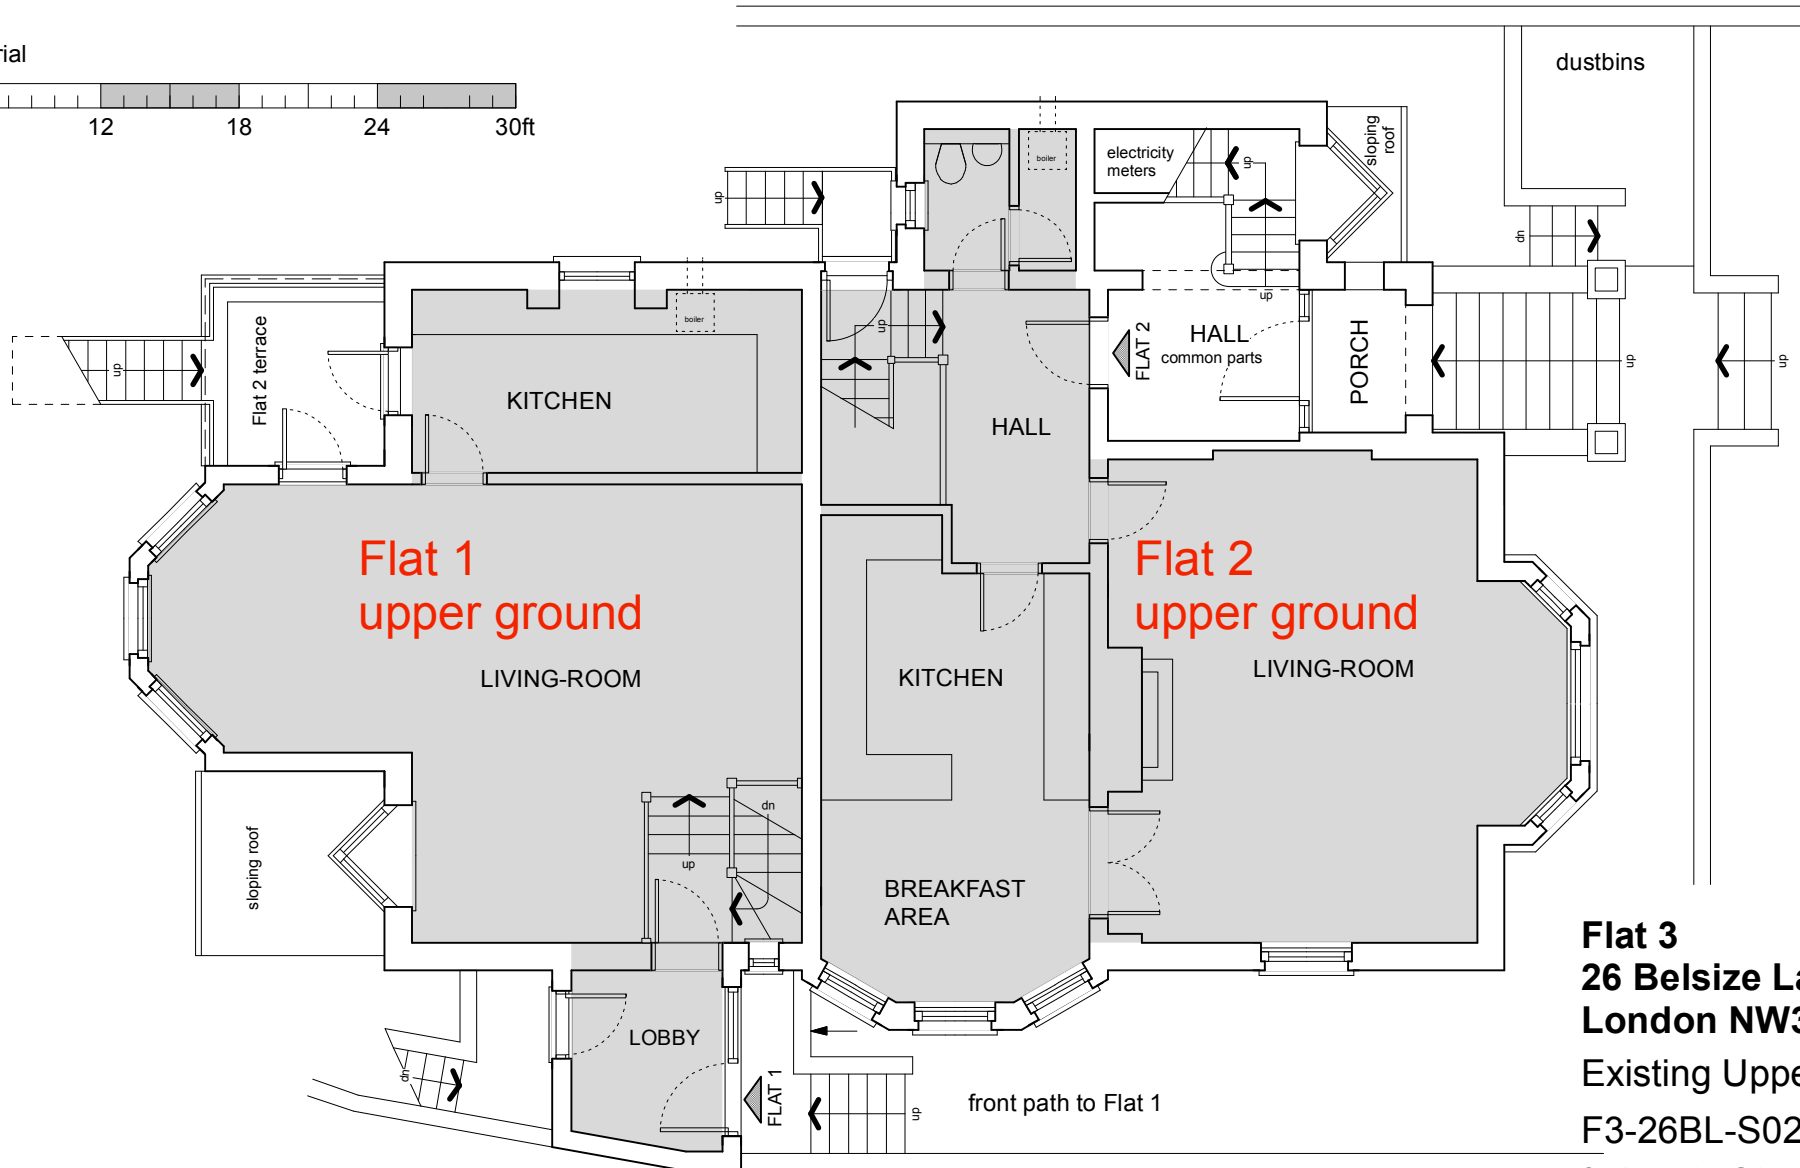 rial
12
18
24
30ft
dustbins
sloping
roof
electricity
meters
up
boiler
up
up
dn
up
HALL
common parts
FLAT 2
PORCH
up
up
Flat 2 terrace
up
boiler
KITCHEN
up
HALL
Flat 1
upper ground
LIVING-ROOM
Flat 2
upper ground
LIVING-ROOM
KITCHEN
dn
up
sloping roof
BREAKFAST
AREA
LOBBY
dn
FLAT 1
up
front path to Flat 1
Flat 3
26 Belsize La
London NW3
Existing Uppe
F3-26BL-S02